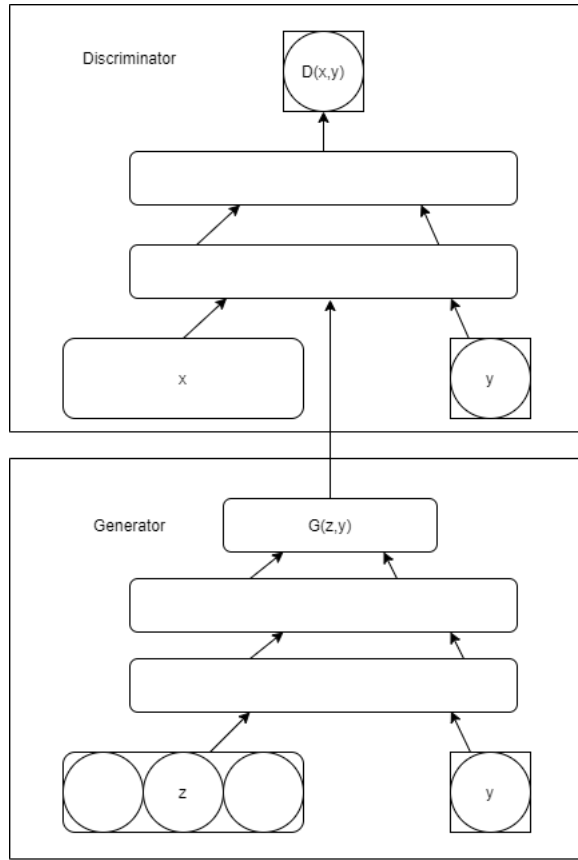 Discriminator
D(x,y)
x
y
Generator
G(z,y)
z
y